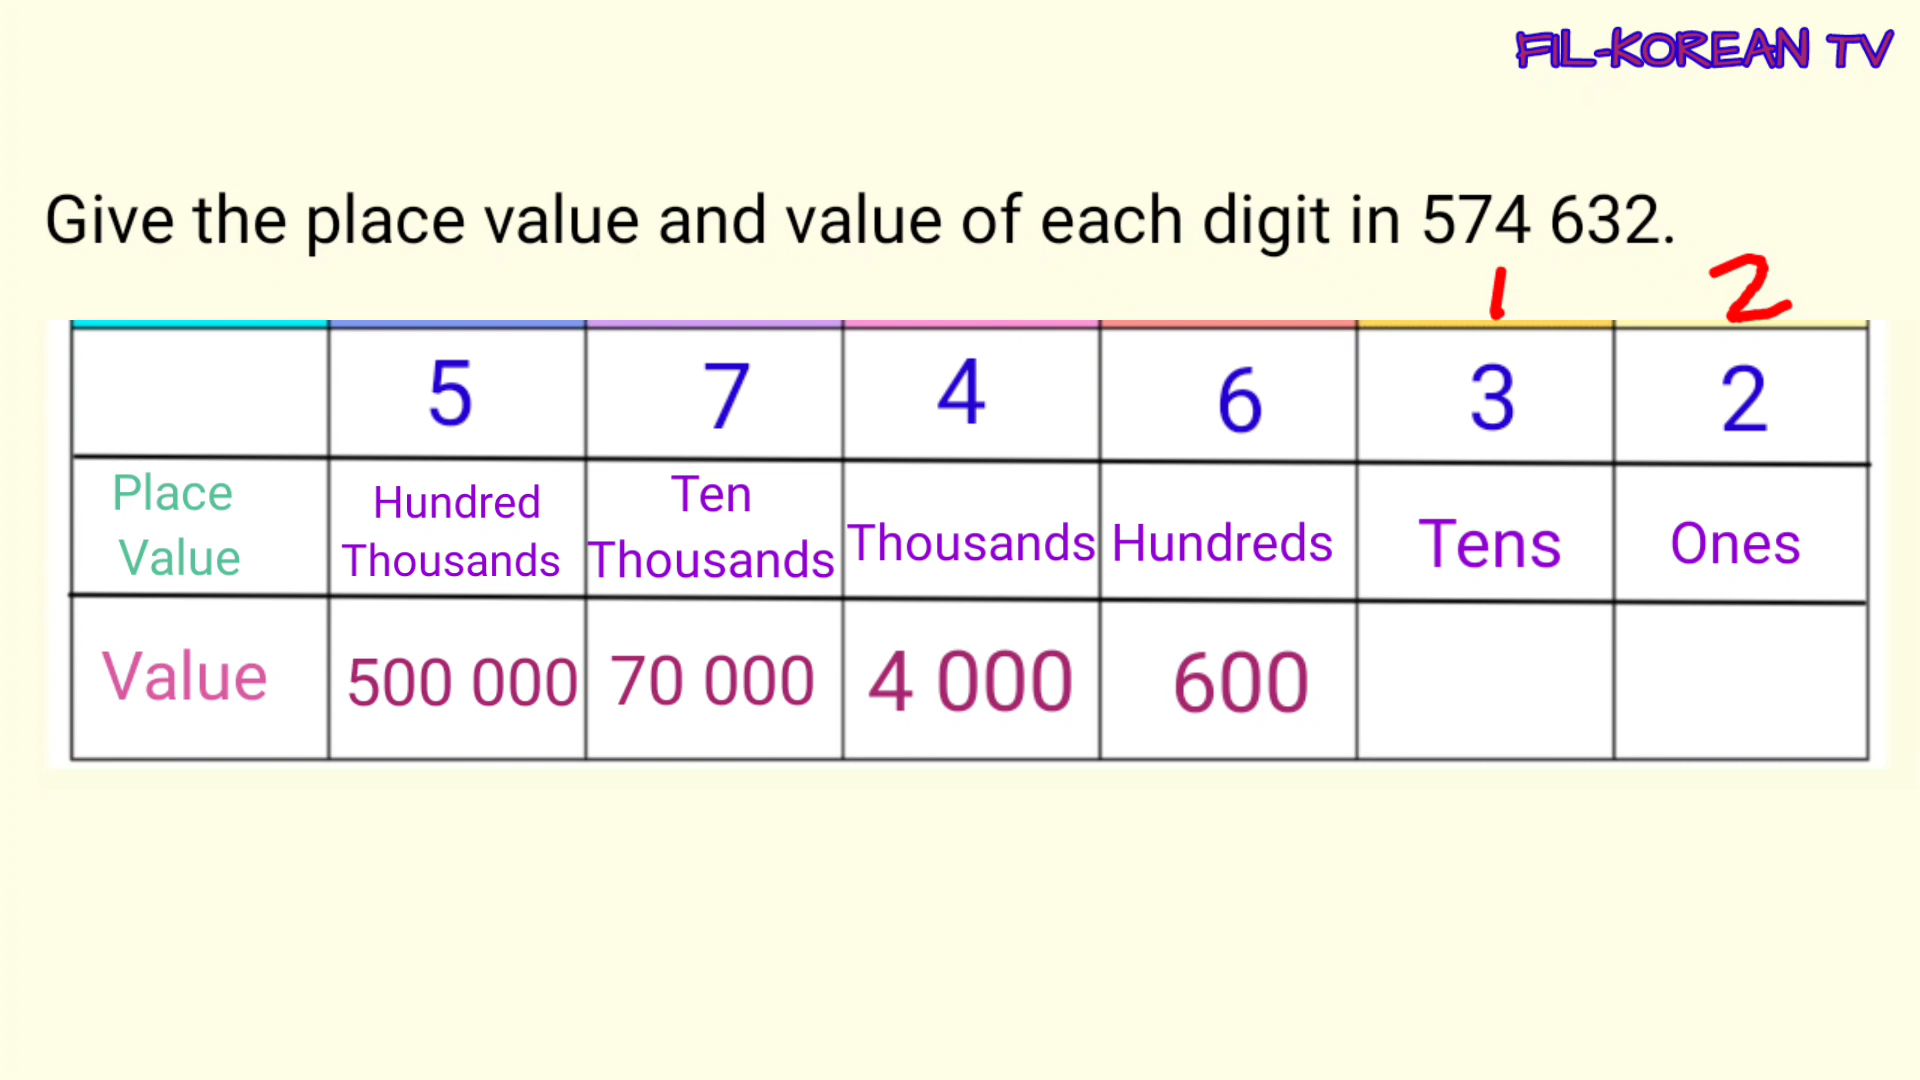 FIL-KOREAN TV
Give the place value and value of each digit in 574 632.
1 2
5 7 4 6 3 2
Place Value Hundred Thousands Ten Thousands Thousands Hundreds Tens Ones
Value 500 000 70 000 4 000 600